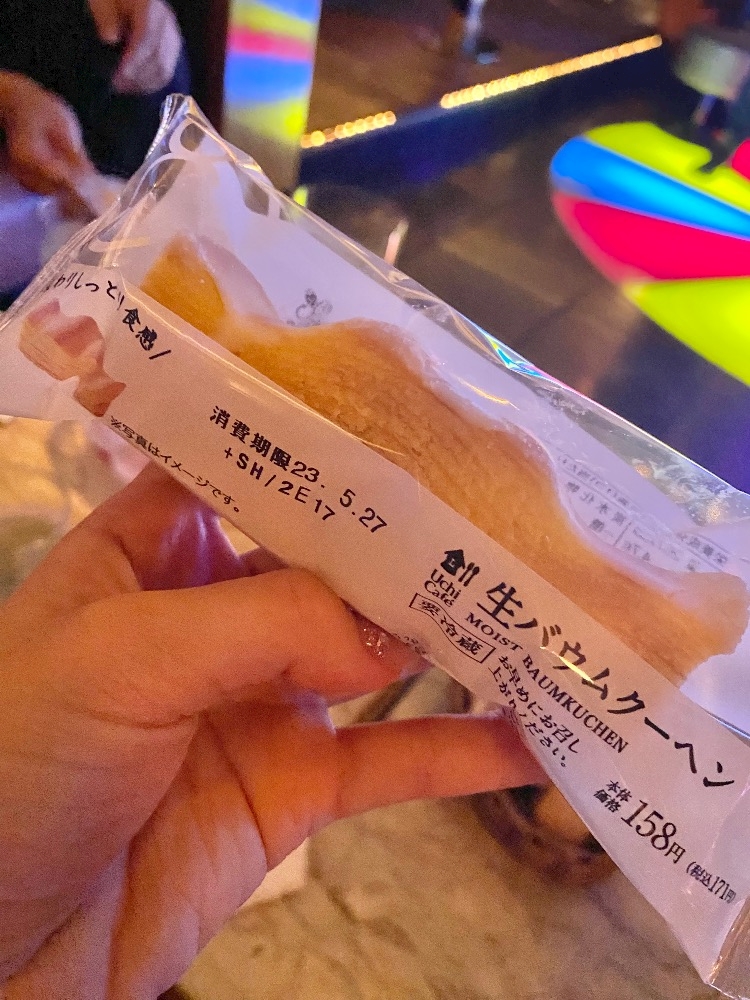 わりしっとり食感/
※写真はイメージです。
消費期限23. 5.27
+SH/2E17
Uchi
Café
生バウムクーヘン
MOIST BAUMKUCHEN
要冷蔵
お早めにお召し
上がりください。
本体
価格
158円
(税込171円